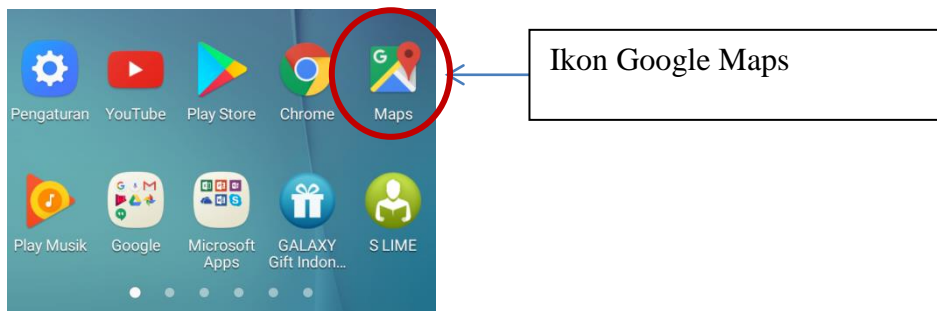 Ikon Google Maps
Pengaturan YouTube Play Store Chrome Maps
Play Musik Google Microsoft Apps GALAXY Gift Indon... S LIME